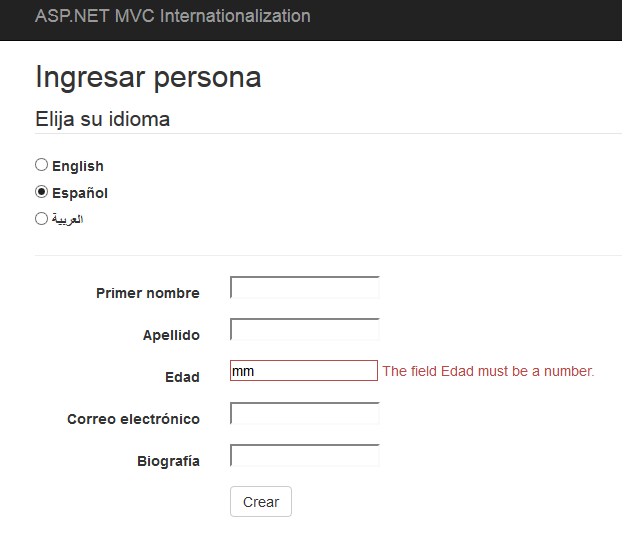 ASP.NET MVC Internationalization
Ingresar persona
Elija su idioma
English
Español
العربية
Primer nombre
Apellido
Edad mm The field Edad must be a number.
Correo electrónico
Biografía
Crear